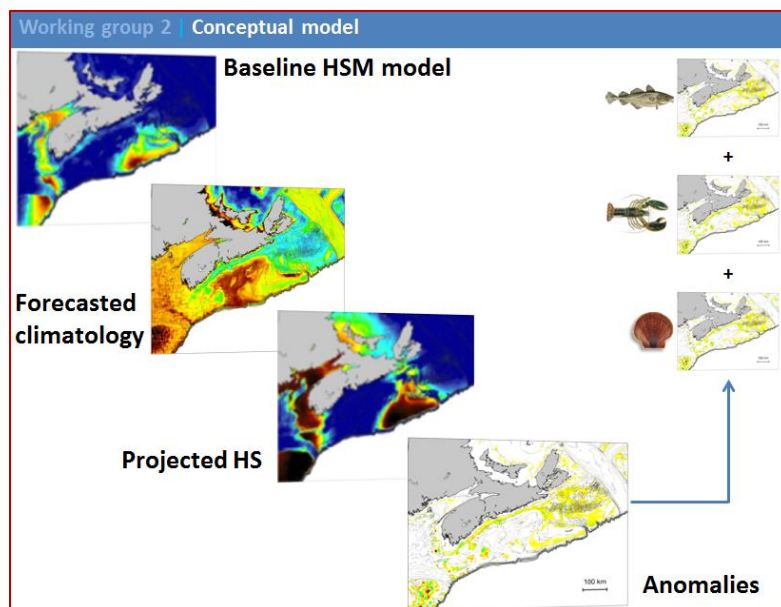 Working group 2 | Conceptual model
Baseline HSM model
+
+
Forecasted
climatology
Projected HS
100 km
Anomalies